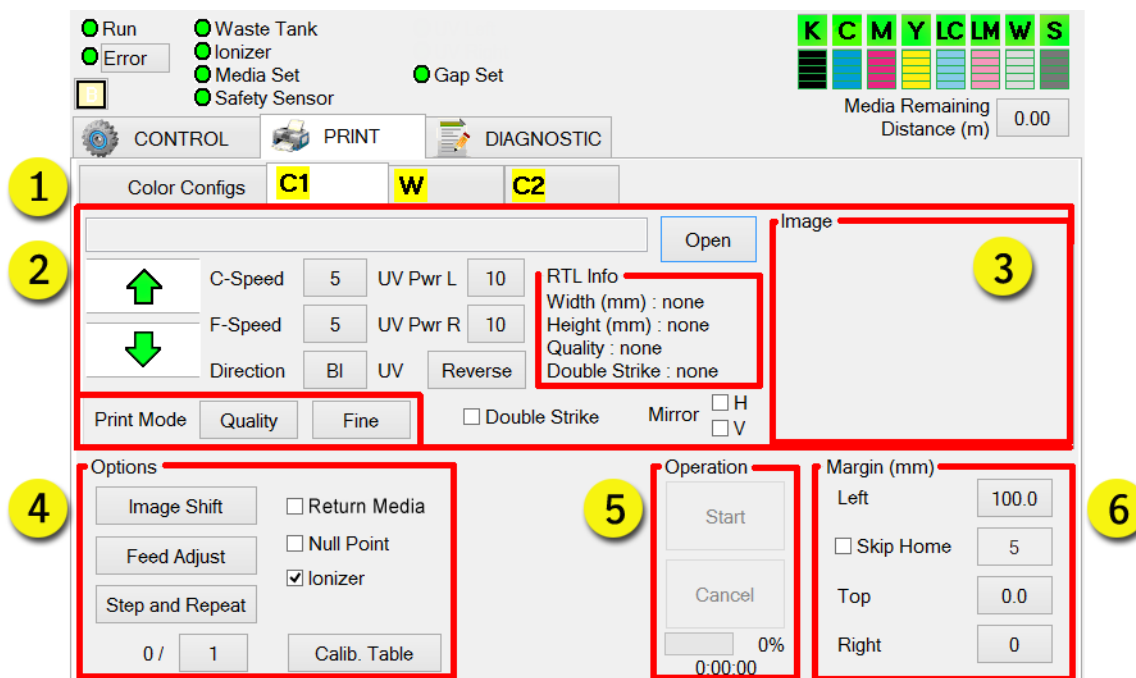 Run
Waste Tank
K C M Y LC LM W S
Error
Ionizer
Media Set
Gap Set
Safety Sensor
Media Remaining
Distance (m)
0.00
CONTROL
PRINT
DIAGNOSTIC
1
Color Configs
C1
W
C2
2
Open
Image
3
C-Speed 5 UV Pwr L 10
F-Speed 5 UV Pwr R 10
Direction BI UV Reverse
RTL Info
Width (mm) : none
Height (mm) : none
Quality : none
Double Strike : none
Print Mode Quality Fine
Double Strike
Mirror
H
V
4
Options
Image Shift
Return Media
Feed Adjust
Null Point
Ionizer
Step and Repeat
0 / 1
Calib. Table
5
Operation
Start
Cancel
0%
0:00:00
6
Margin (mm)
Left 100.0
Skip Home 5
Top 0.0
Right 0